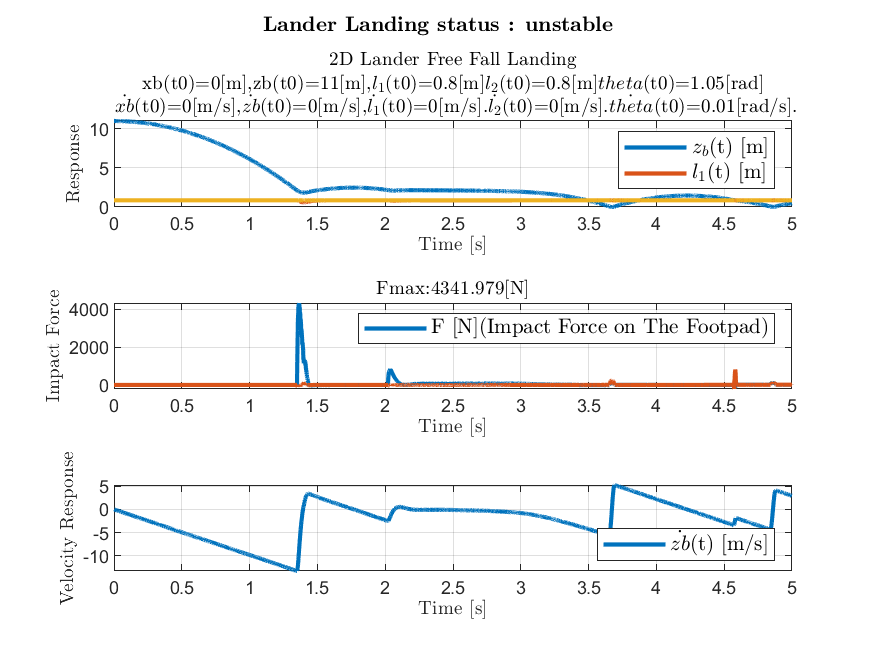 Lander Landing status : unstable
2D Lander Free Fall Landing
xb(t0)=0[m],zb(t0)=11[m],l₁(t0)=0.8[m]l₂(t0)=0.8[m]theta(t0)=1.05[rad]
ẋb(t0)=0[m/s],żb(t0)=0[m/s],l̇₁(t0)=0[m/s].l̇₂(t0)=0[m/s].thėta(t0)=0.01[rad/s].
Response
10
5
0
z_b(t) [m]
l₁(t) [m]
0 0.5 1 1.5 2 2.5 3 3.5 4 4.5 5
Time [s]
Fmax:4341.979[N]
Impact Force
4000
2000
0
F [N](Impact Force on The Footpad)
0 0.5 1 1.5 2 2.5 3 3.5 4 4.5 5
Time [s]
Velocity Response
5
0
-5
-10
żb(t) [m/s]
0 0.5 1 1.5 2 2.5 3 3.5 4 4.5 5
Time [s]